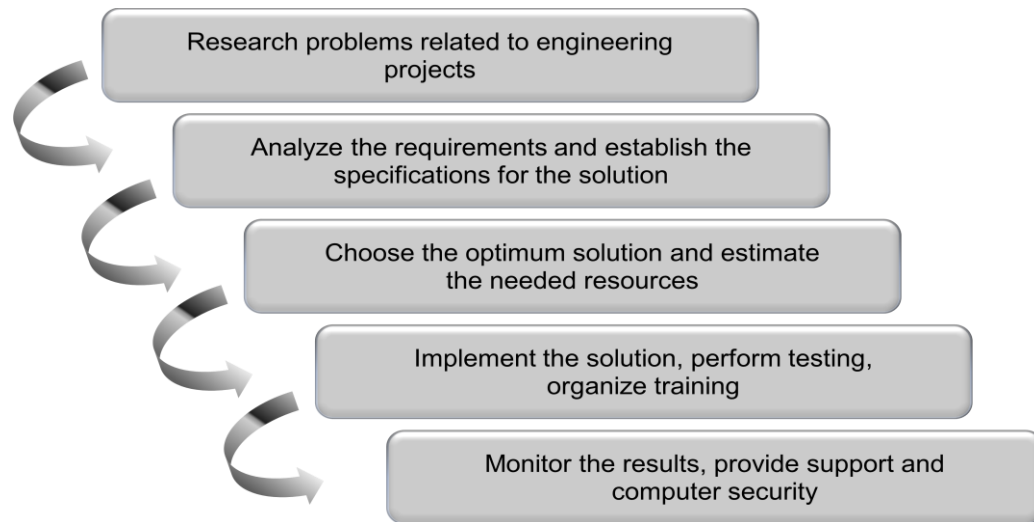 Research problems related to engineering
projects
Analyze the requirements and establish the
specifications for the solution
Choose the optimum solution and estimate
the needed resources
Implement the solution, perform testing,
organize training
Monitor the results, provide support and
computer security